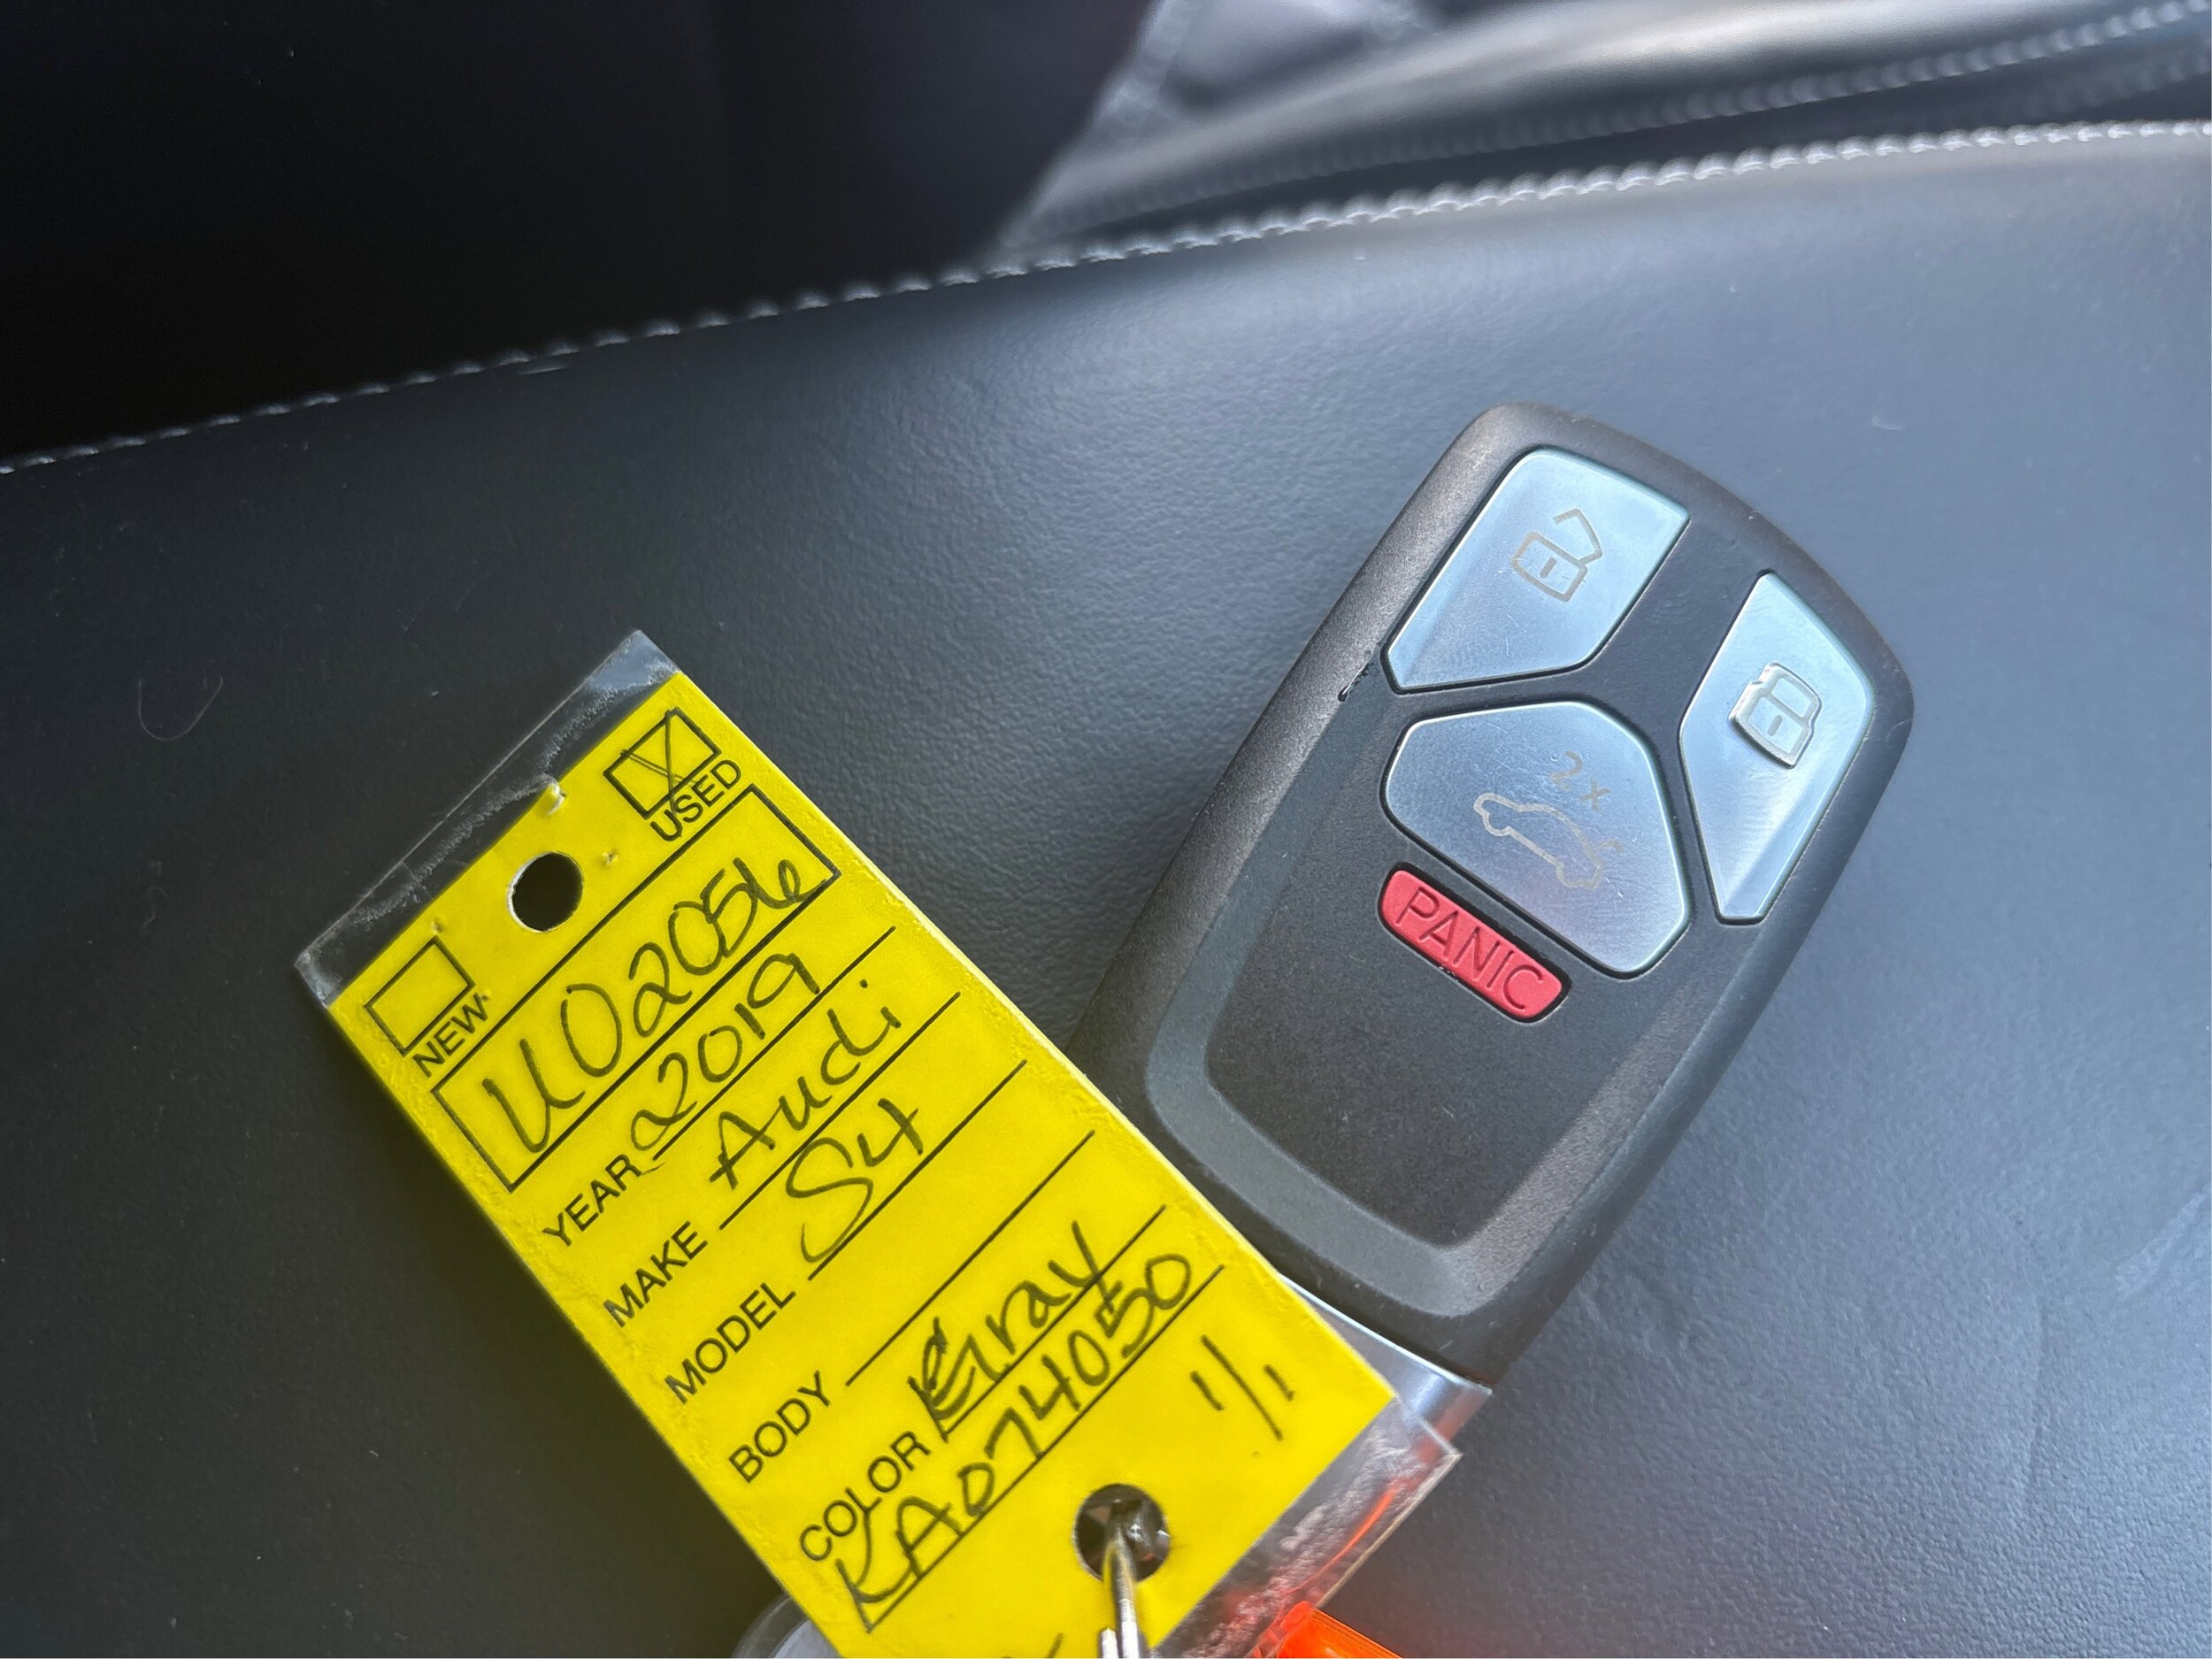 USED
NEW
U02056
YEAR 2019
MAKE Audi
MODEL S4
BODY
COLOR Gray
KA074050
1/1
2x
PANIC